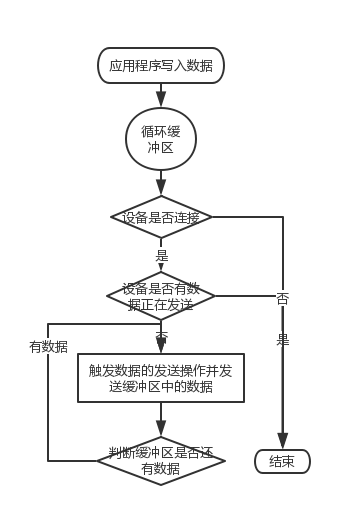 应用程序写入数据
循环缓
冲区
设备是否连接
是
设备是否有数
据正在发送
否
否
是
有数据
触发数据的发送操作并发
送缓冲区中的数据
判断缓冲区是否还
有数据
结束